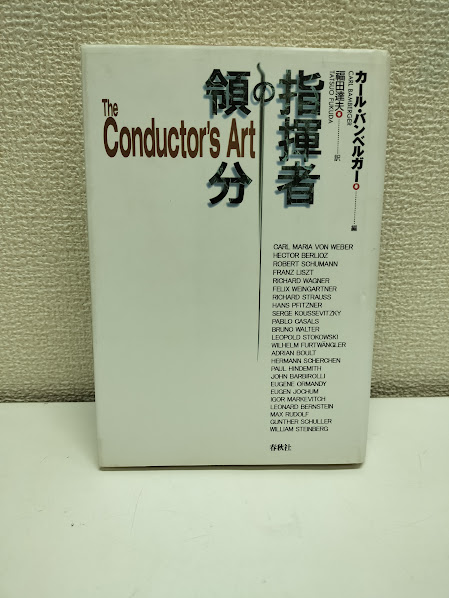 カール・バンベルガー●…………編
CARL BAMBERGER
福田達夫●…………訳
TATSUO FUKUDA
指揮者
の
領分
The
Conductor's Art
CARL MARIA VON WEBER
HECTOR BERLIOZ
ROBERT SCHUMANN
FRANZ LISZT
RICHARD WAGNER
FELIX WEINGARTNER
RICHARD STRAUSS
HANS PFITZNER
SERGE KOUSSEVITZKY
PABLO CASALS
BRUNO WALTER
LEOPOLD STOKOWSKI
WILHELM FURTWÄNGLER
ADRIAN BOULT
HERMANN SCHERCHEN
PAUL HINDEMITH
JOHN BARBIROLLI
EUGENE ORMANDY
EUGEN JOCHUM
IGOR MARKEVITCH
LEONARD BERNSTEIN
MAX RUDOLF
GUNTHER SCHULLER
WILLIAM STEINBERG
春秋社